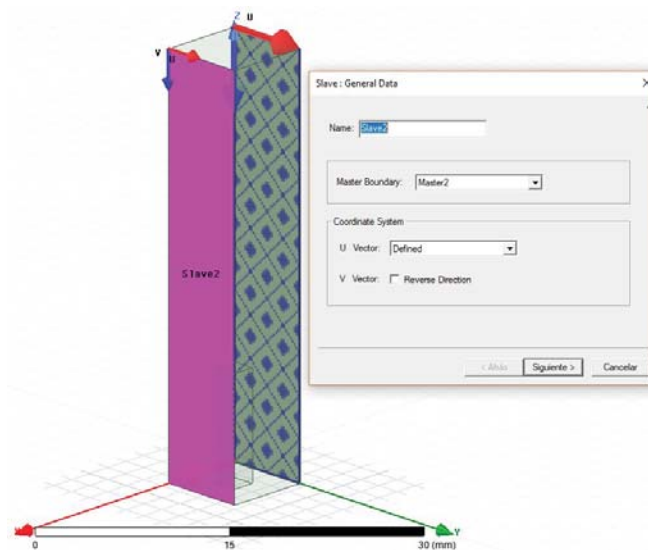 Z U
V
U
Slave2
Slave : General Data
Name: Slave2
Master Boundary: Master2
Coordinate System
U Vector: Defined
V Vector: Reverse Direction
< Atrás
Siguiente >
Cancelar
Y
0 15 30 (mm)